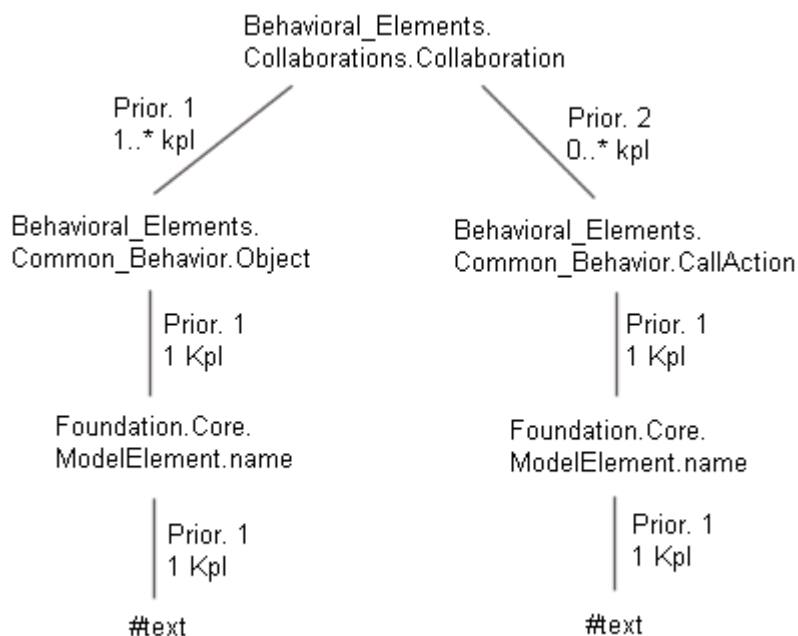 Behavioral_Elements.
Collaborations.Collaboration
Prior. 1
1..* kpl
Prior. 2
0..* kpl
Behavioral_Elements.
Common_Behavior.Object
Behavioral_Elements.
Common_Behavior.CallAction
Prior. 1
1 Kpl
Prior. 1
1 Kpl
Foundation.Core.
ModelElement.name
Foundation.Core.
ModelElement.name
Prior. 1
1 Kpl
Prior. 1
1 Kpl
#text
#text